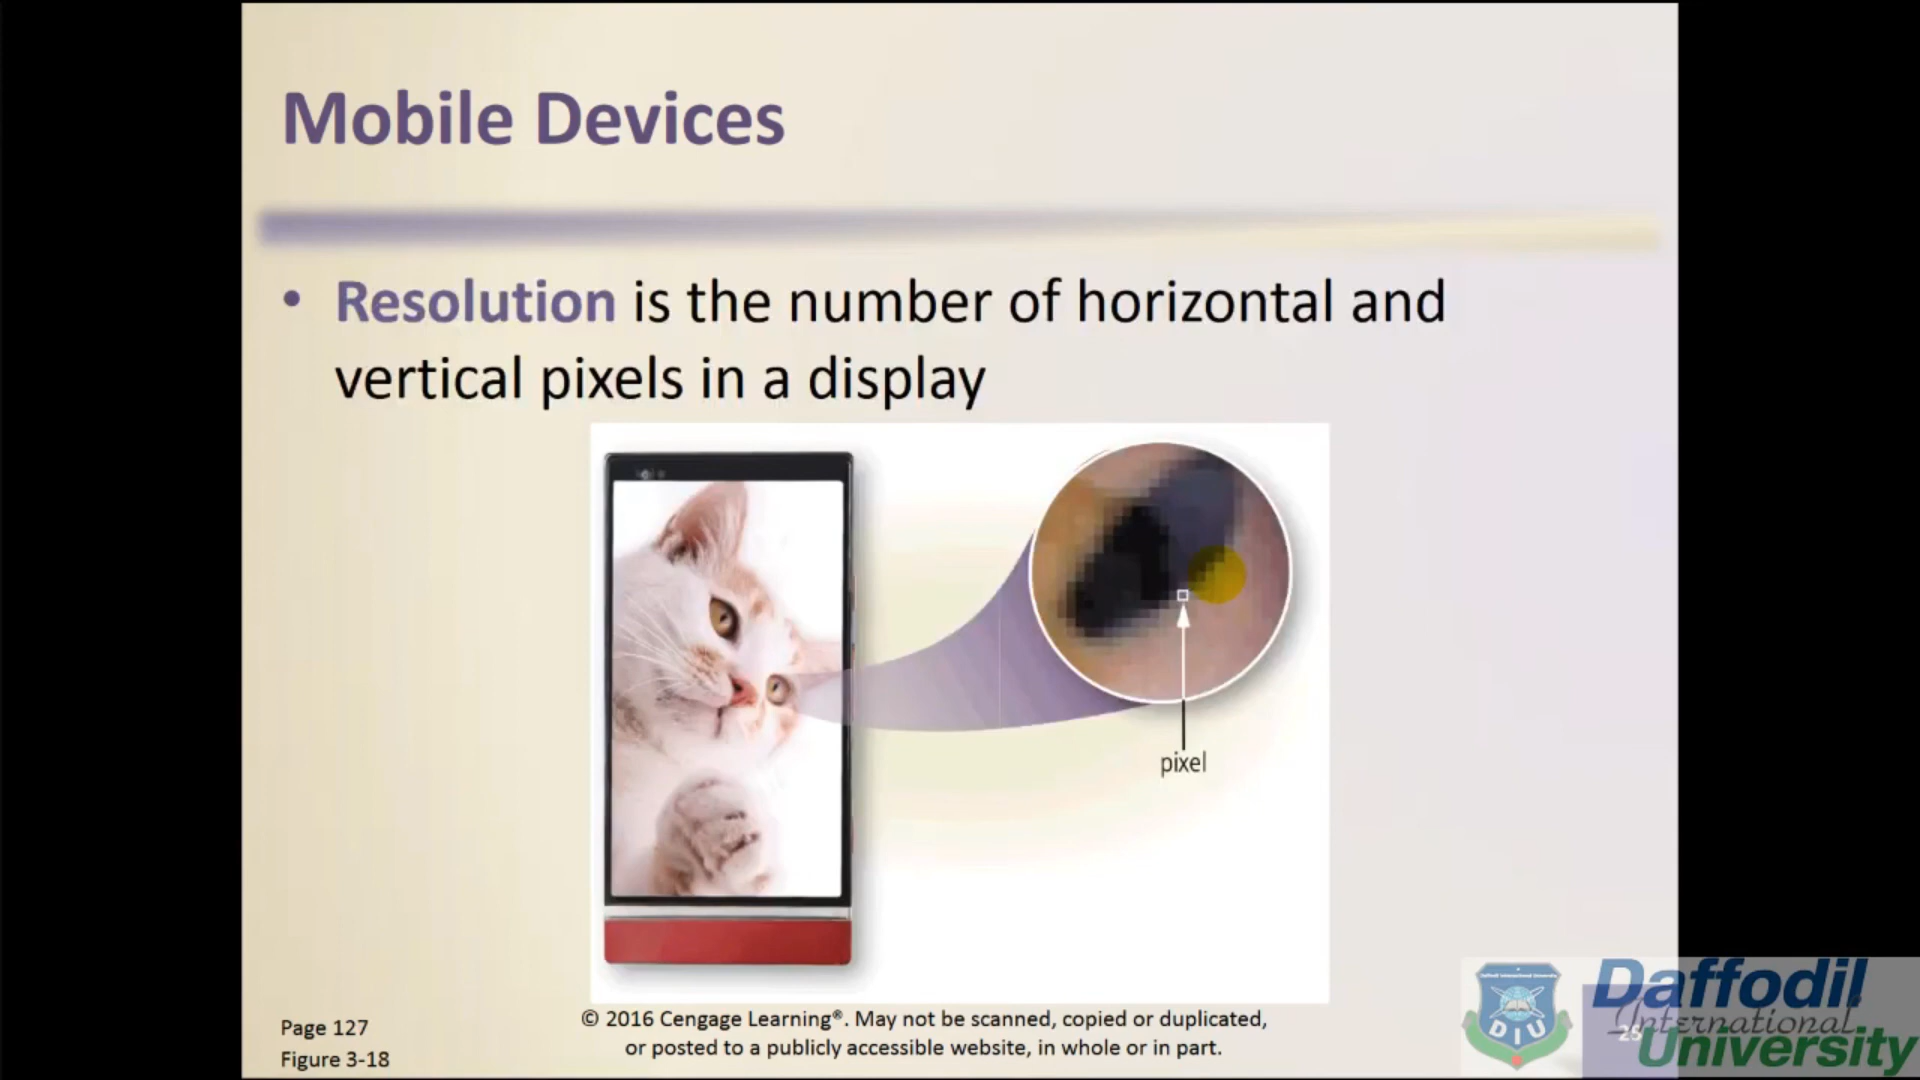 Mobile Devices
• Resolution is the number of horizontal and
vertical pixels in a display
pixel
Page 127
Figure 3-18
© 2016 Cengage Learning®. May not be scanned, copied or duplicated,
or posted to a publicly accessible website, in whole or in part.
DIU
Daffodil
International
University